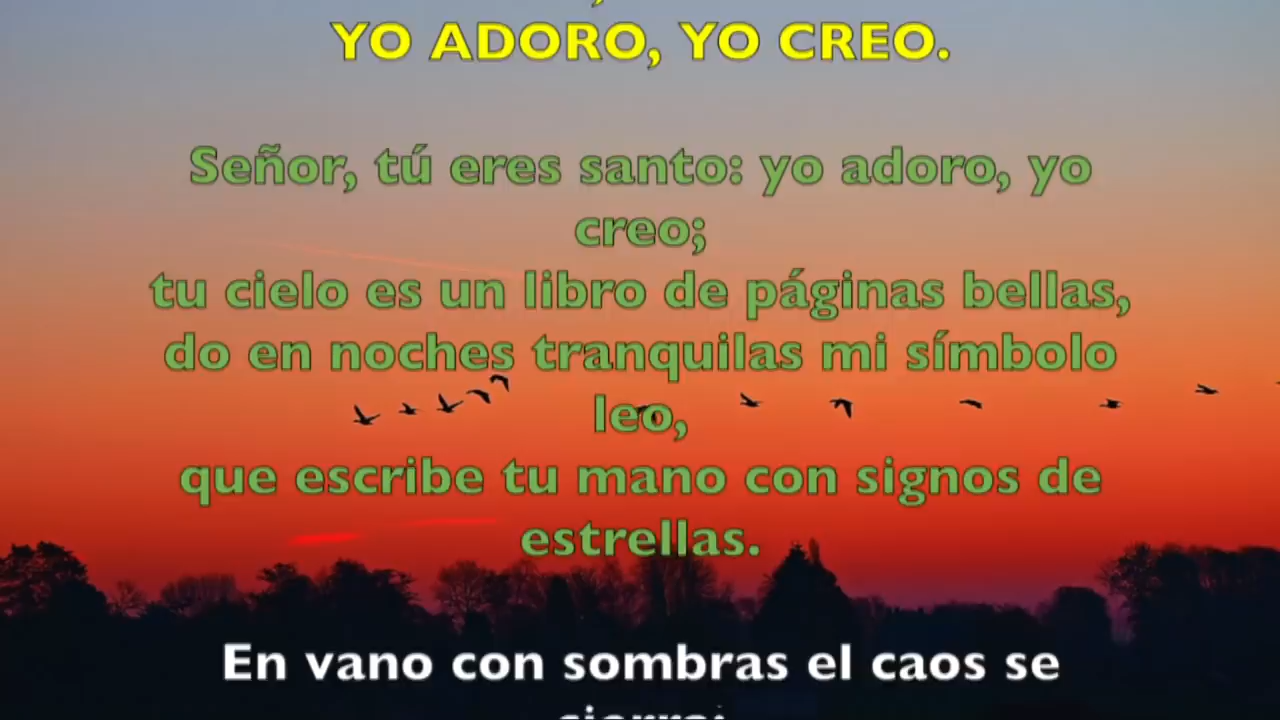 YO ADORO, YO CREO.
Señor, tú eres santo: yo adoro, yo
creo;
tu cielo es un libro de páginas bellas,
do en noches tranquilas mi símbolo
leo,
que escribe tu mano con signos de
estrellas.
En vano con sombras el caos se
cierra: